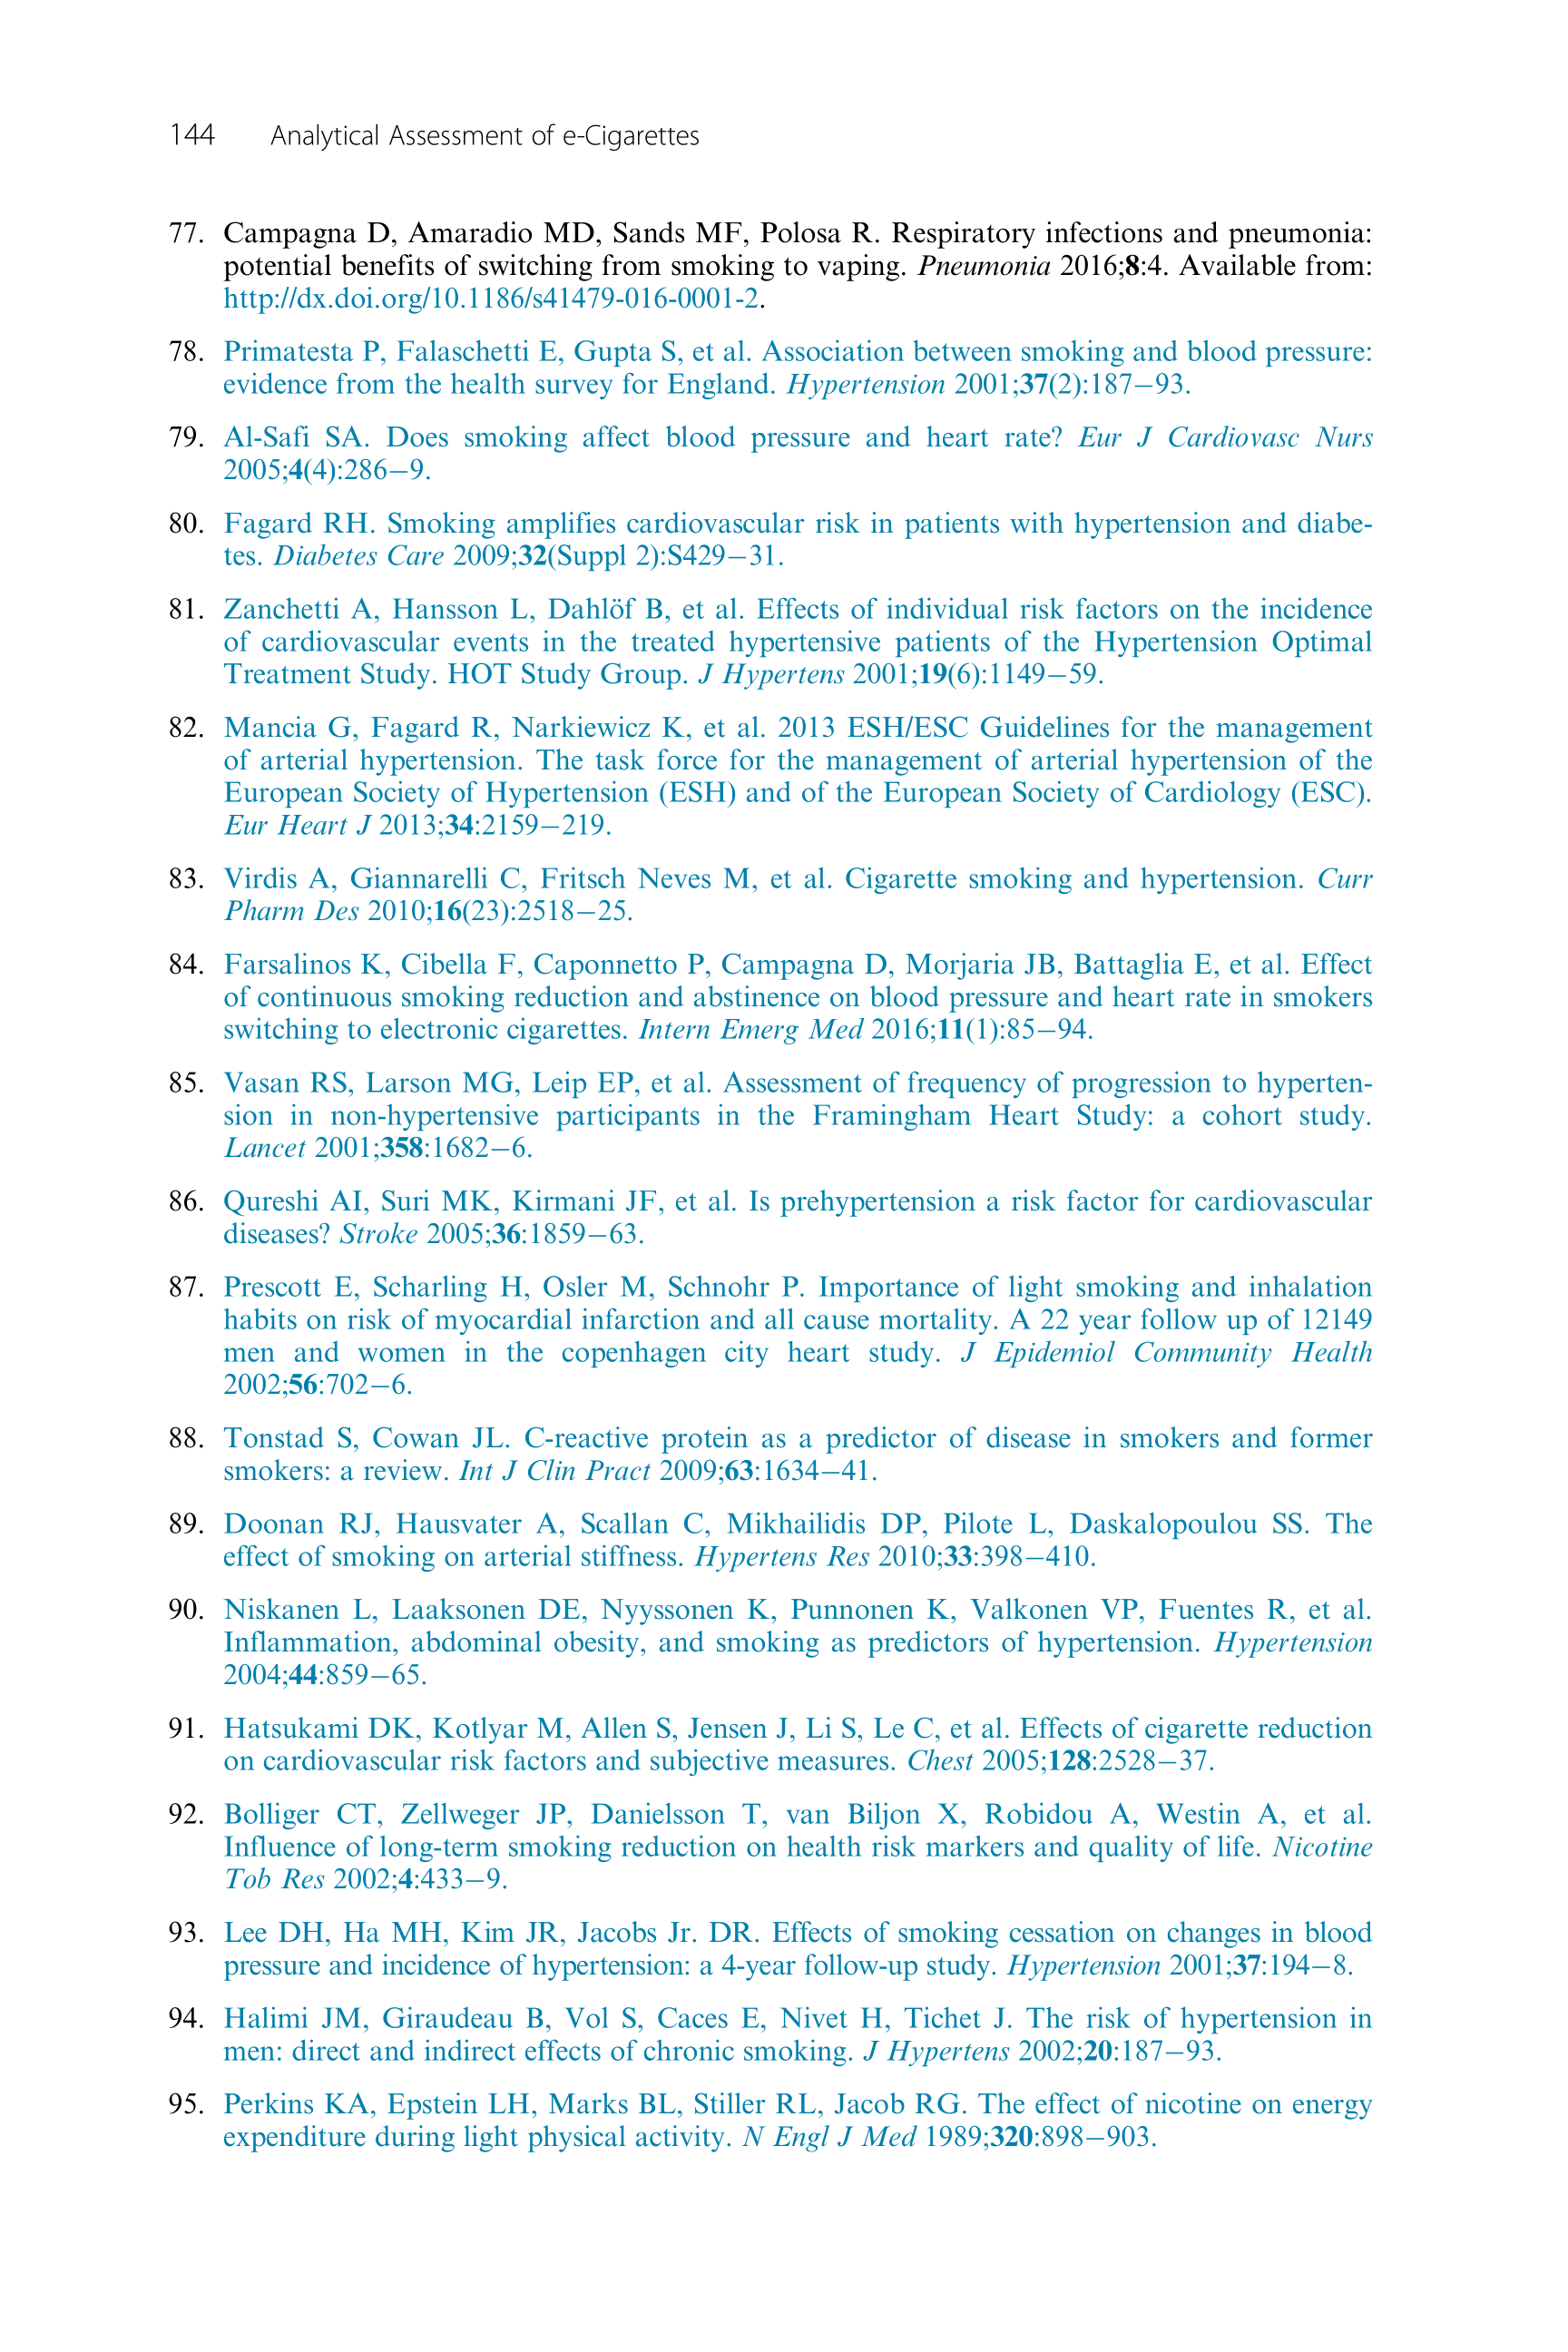 144 Analytical Assessment of e-Cigarettes
77. Campagna D, Amaradio MD, Sands MF, Polosa R. Respiratory infections and pneumonia:
potential benefits of switching from smoking to vaping. Pneumonia 2016;8:4. Available from:
http://dx.doi.org/10.1186/s41479-016-0001-2.
78. Primatesta P, Falaschetti E, Gupta S, et al. Association between smoking and blood pressure:
evidence from the health survey for England. Hypertension 2001;37(2):187–93.
79. Al-Safi SA. Does smoking affect blood pressure and heart rate? Eur J Cardiovasc Nurs
2005;4(4):286–9.
80. Fagard RH. Smoking amplifies cardiovascular risk in patients with hypertension and diabe-
tes. Diabetes Care 2009;32(Suppl 2):S429–31.
81. Zanchetti A, Hansson L, Dahlöf B, et al. Effects of individual risk factors on the incidence
of cardiovascular events in the treated hypertensive patients of the Hypertension Optimal
Treatment Study. HOT Study Group. J Hypertens 2001;19(6):1149–59.
82. Mancia G, Fagard R, Narkiewicz K, et al. 2013 ESH/ESC Guidelines for the management
of arterial hypertension. The task force for the management of arterial hypertension of the
European Society of Hypertension (ESH) and of the European Society of Cardiology (ESC).
Eur Heart J 2013;34:2159–219.
83. Virdis A, Giannarelli C, Fritsch Neves M, et al. Cigarette smoking and hypertension. Curr
Pharm Des 2010;16(23):2518–25.
84. Farsalinos K, Cibella F, Caponnetto P, Campagna D, Morjaria JB, Battaglia E, et al. Effect
of continuous smoking reduction and abstinence on blood pressure and heart rate in smokers
switching to electronic cigarettes. Intern Emerg Med 2016;11(1):85–94.
85. Vasan RS, Larson MG, Leip EP, et al. Assessment of frequency of progression to hyperten-
sion in non-hypertensive participants in the Framingham Heart Study: a cohort study.
Lancet 2001;358:1682–6.
86. Qureshi AI, Suri MK, Kirmani JF, et al. Is prehypertension a risk factor for cardiovascular
diseases? Stroke 2005;36:1859–63.
87. Prescott E, Scharling H, Osler M, Schnohr P. Importance of light smoking and inhalation
habits on risk of myocardial infarction and all cause mortality. A 22 year follow up of 12149
men and women in the copenhagen city heart study. J Epidemiol Community Health
2002;56:702–6.
88. Tonstad S, Cowan JL. C-reactive protein as a predictor of disease in smokers and former
smokers: a review. Int J Clin Pract 2009;63:1634–41.
89. Doonan RJ, Hausvater A, Scallan C, Mikhailidis DP, Pilote L, Daskalopoulou SS. The
effect of smoking on arterial stiffness. Hypertens Res 2010;33:398–410.
90. Niskanen L, Laaksonen DE, Nyyssonen K, Punnonen K, Valkonen VP, Fuentes R, et al.
Inflammation, abdominal obesity, and smoking as predictors of hypertension. Hypertension
2004;44:859–65.
91. Hatsukami DK, Kotlyar M, Allen S, Jensen J, Li S, Le C, et al. Effects of cigarette reduction
on cardiovascular risk factors and subjective measures. Chest 2005;128:2528–37.
92. Bolliger CT, Zellweger JP, Danielsson T, van Biljon X, Robidou A, Westin A, et al.
Influence of long-term smoking reduction on health risk markers and quality of life. Nicotine
Tob Res 2002;4:433–9.
93. Lee DH, Ha MH, Kim JR, Jacobs Jr. DR. Effects of smoking cessation on changes in blood
pressure and incidence of hypertension: a 4-year follow-up study. Hypertension 2001;37:194–8.
94. Halimi JM, Giraudeau B, Vol S, Caces E, Nivet H, Tichet J. The risk of hypertension in
men: direct and indirect effects of chronic smoking. J Hypertens 2002;20:187–93.
95. Perkins KA, Epstein LH, Marks BL, Stiller RL, Jacob RG. The effect of nicotine on energy
expenditure during light physical activity. N Engl J Med 1989;320:898–903.